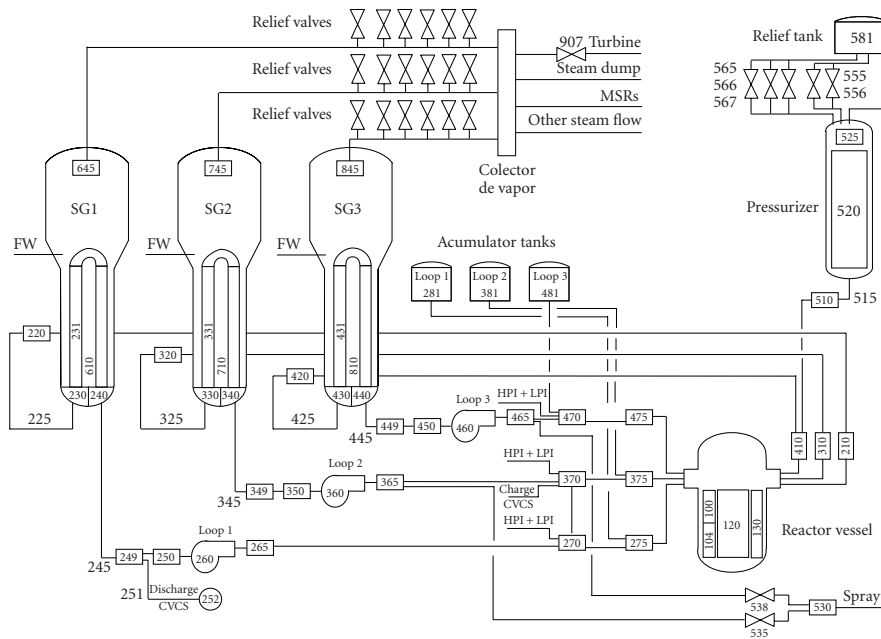 Relief valves
Relief valves
Relief valves
907 Turbine
Steam dump
MSRs
Other steam flow
Colector
de vapor
Relief tank
581
565
566
567
555
556
525
520
Pressurizer
510
515
645
745
845
SG1
SG2
SG3
FW
FW
FW
Acumulator tanks
Loop 1
281
Loop 2
381
Loop 3
481
220
320
420
231
610
331
710
431
810
230
240
330
340
430
440
225
325
425
445
449
450
Loop 3
460
465
HPI + LPI
470
475
410
310
210
345
349
350
Loop 2
360
365
HPI + LPI
370
375
Charge
CVCS
HPI + LPI
245
249
250
Loop 1
260
265
270
275
100
104
120
130
Reactor vessel
251
Discharge
CVCS
252
538
535
530
Spray